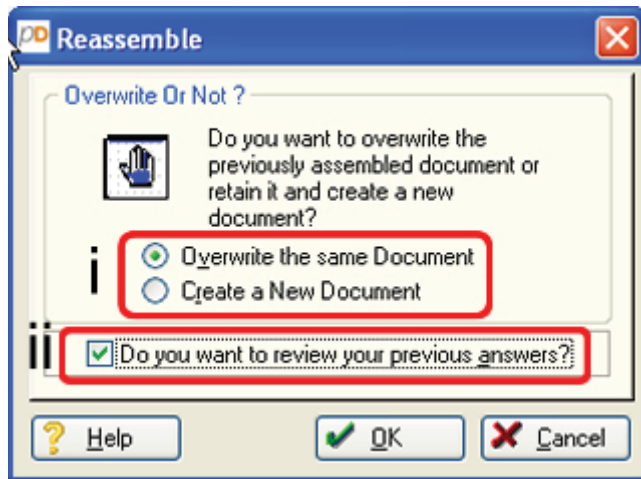 PD Reassemble
Overwrite Or Not ?
Do you want to overwrite the
previously assembled document or
retain it and create a new
document?
i
Overwrite the same Document
Create a New Document
ii
Do you want to review your previous answers?
? Help
OK
Cancel